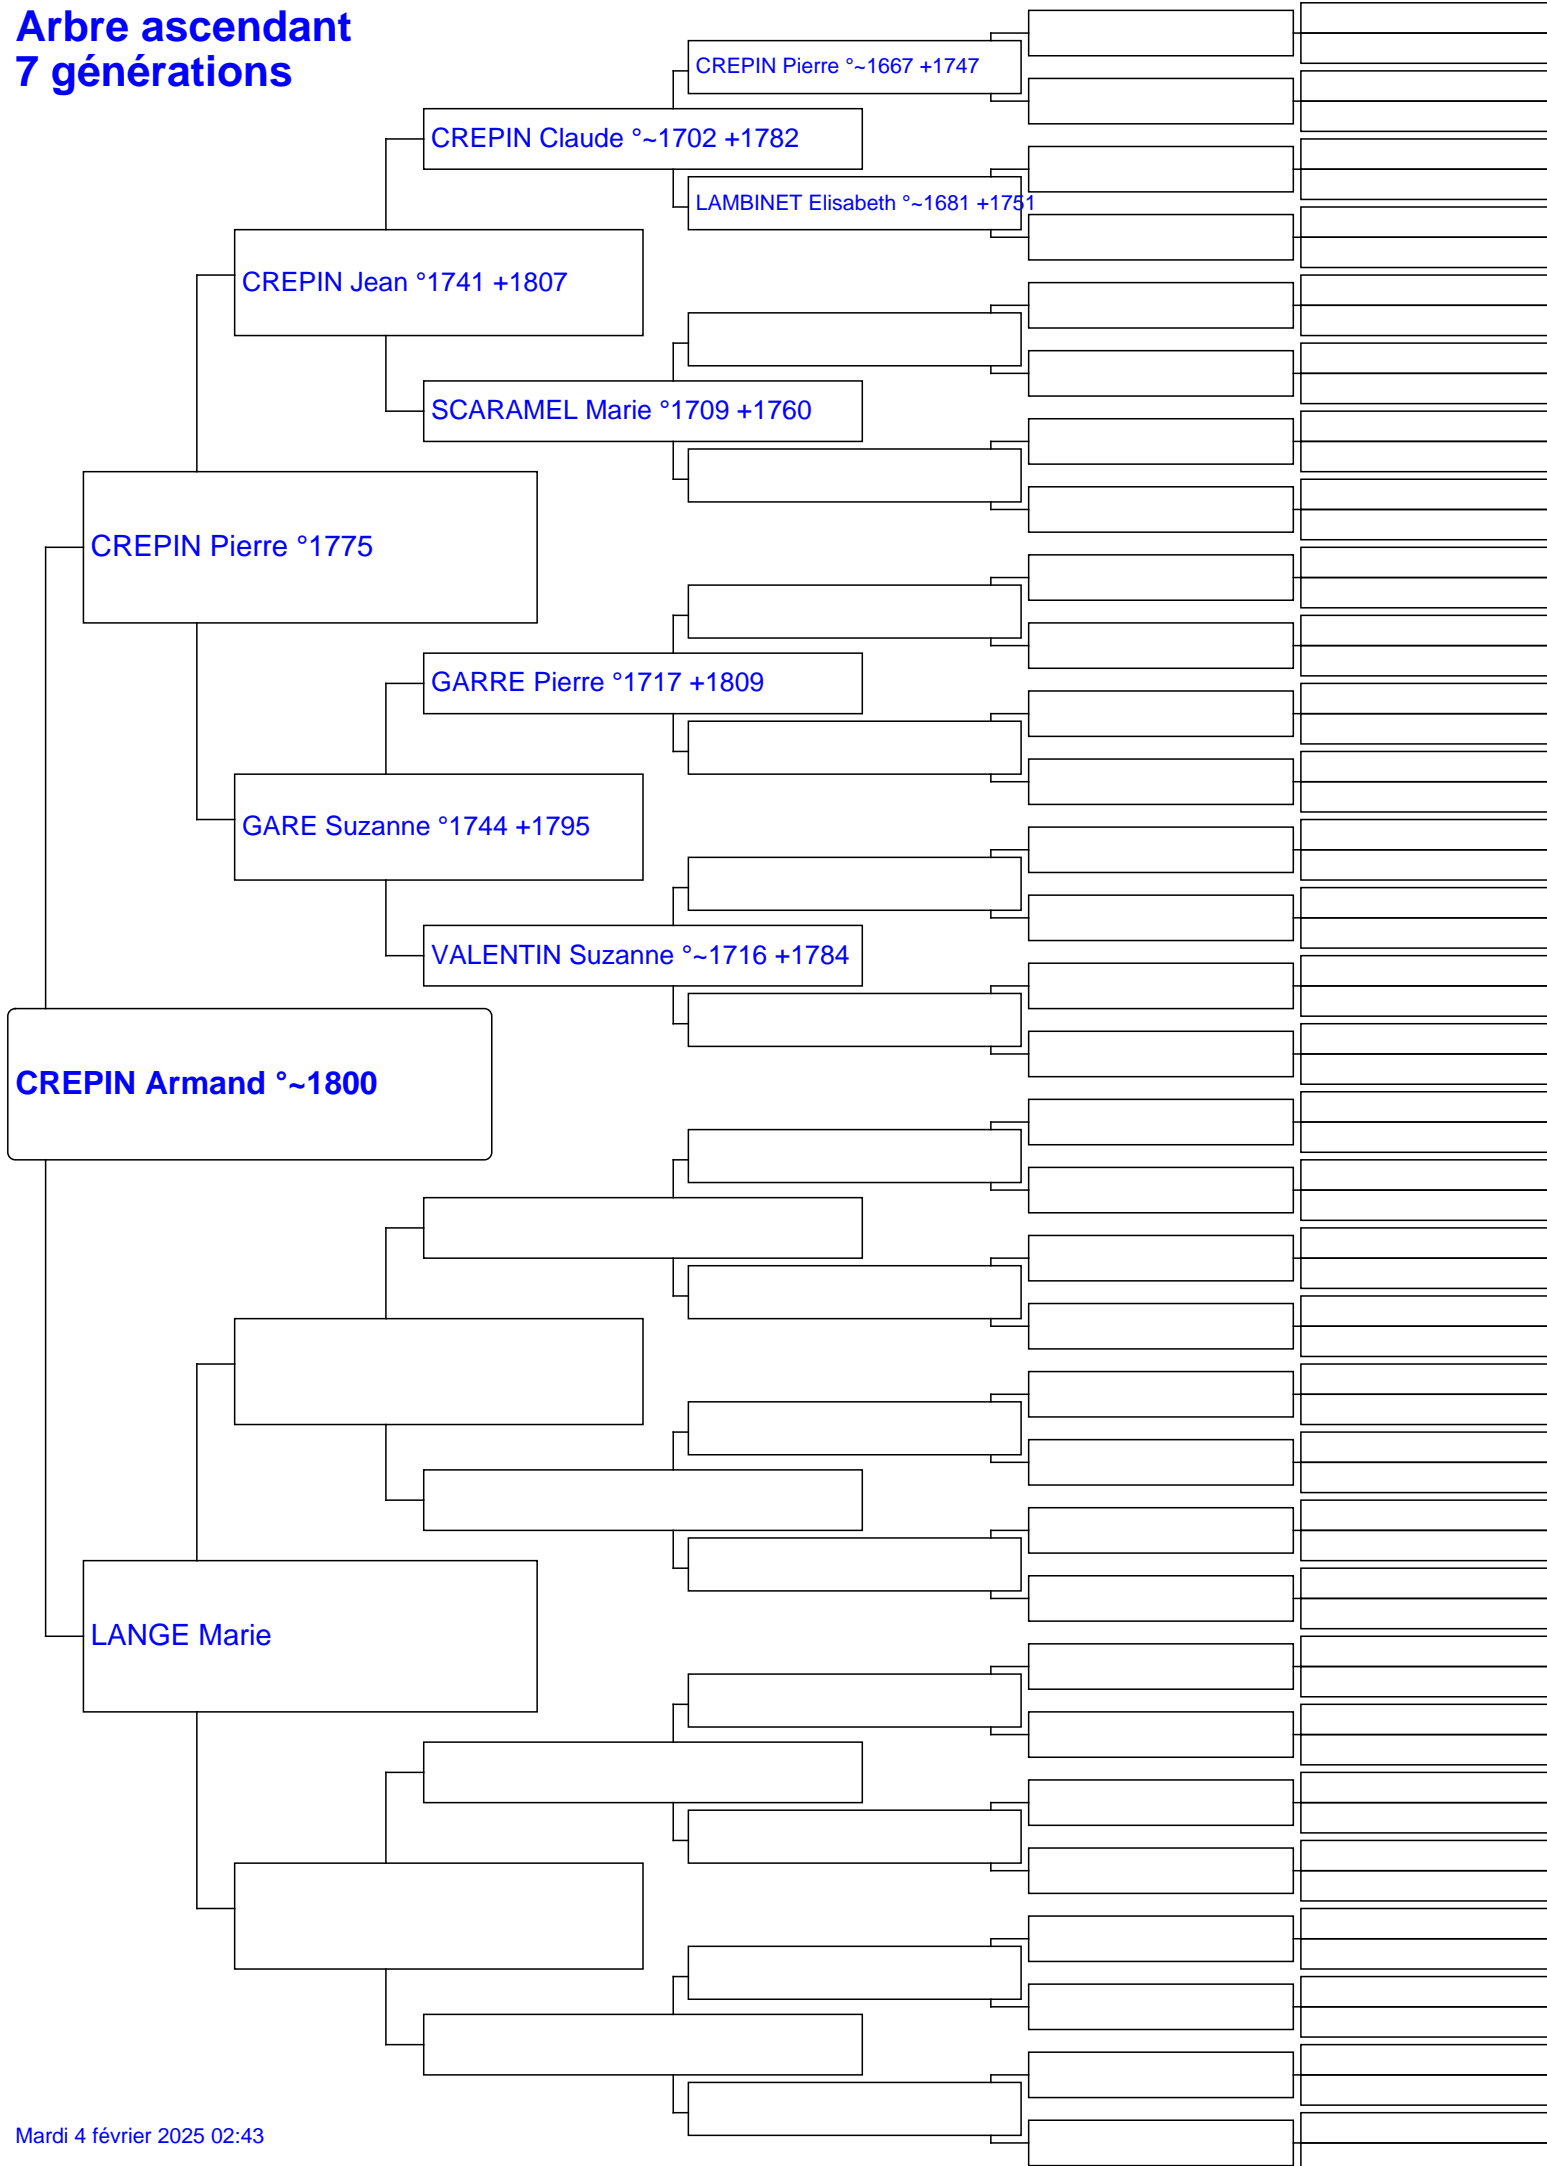 Arbre ascendant
7 générations
CREPIN Pierre °~1667 +1747
CREPIN Claude °~1702 +1782
LAMBINET Elisabeth °~1681 +1751
CREPIN Jean °1741 +1807
SCARAMEL Marie °1709 +1760
CREPIN Pierre °1775
GARRE Pierre °1717 +1809
GARE Suzanne °1744 +1795
VALENTIN Suzanne °~1716 +1784
CREPIN Armand °~1800
LANGE Marie
Mardi 4 février 2025 02:43